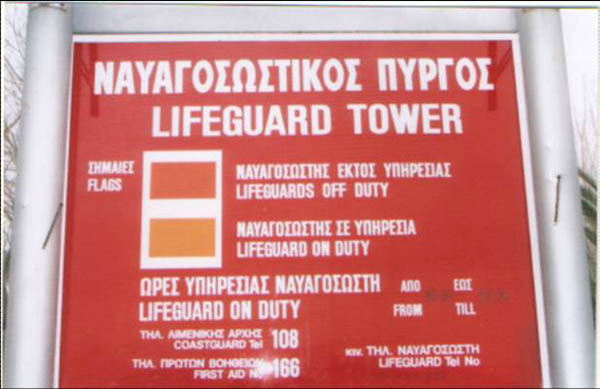 ΝΑΥΑΓΟΣΩΣΤΙΚΟΣ ΠΥΡΓΟΣ
LIFEGUARD TOWER
ΣΗΜΑΙΕΣ
FLAGS
ΝΑΥΑΓΟΣΩΣΤΗΣ ΕΚΤΟΣ ΥΠΗΡΕΣΙΑΣ
LIFEGUARDS OFF DUTY
ΝΑΥΑΓΟΣΩΣΤΗΣ ΣΕ ΥΠΗΡΕΣΙΑ
LIFEGUARD ON DUTY
ΩΡΕΣ ΥΠΗΡΕΣΙΑΣ ΝΑΥΑΓΟΣΩΣΤΗ ΑΠΟ ΕΩΣ
LIFEGUARD ON DUTY FROM TILL
ΤΗΛ. ΛΙΜΕΝΙΚΗΣ ΑΡΧΗΣ 108
COASTGUARD Tel
ΤΗΛ. ΠΡΩΤΩΝ ΒΟΗΘΕΙΩΝ 166
FIRST AID No
ΚΙΝ. ΤΗΛ. ΝΑΥΑΓΟΣΩΣΤΗ
LIFEGUARD Tel No